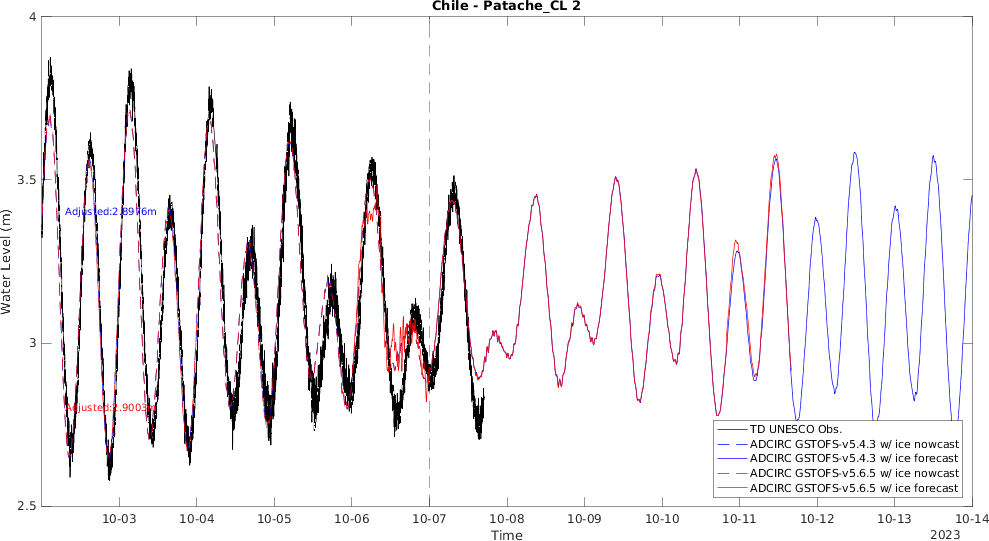 Chile - Patache_CL 2
4
3.5
3
2.5
Water Level (m)
Adjusted:2.8976m
Adjusted:2.9003m
TD UNESCO Obs.
ADCIRC GSTOFS-v5.4.3 w/ ice nowcast
ADCIRC GSTOFS-v5.4.3 w/ ice forecast
ADCIRC GSTOFS-v5.6.5 w/ ice nowcast
ADCIRC GSTOFS-v5.6.5 w/ ice forecast
10-03 10-04 10-05 10-06 10-07 10-08 10-09 10-10 10-11 10-12 10-13 10-14
Time
2023